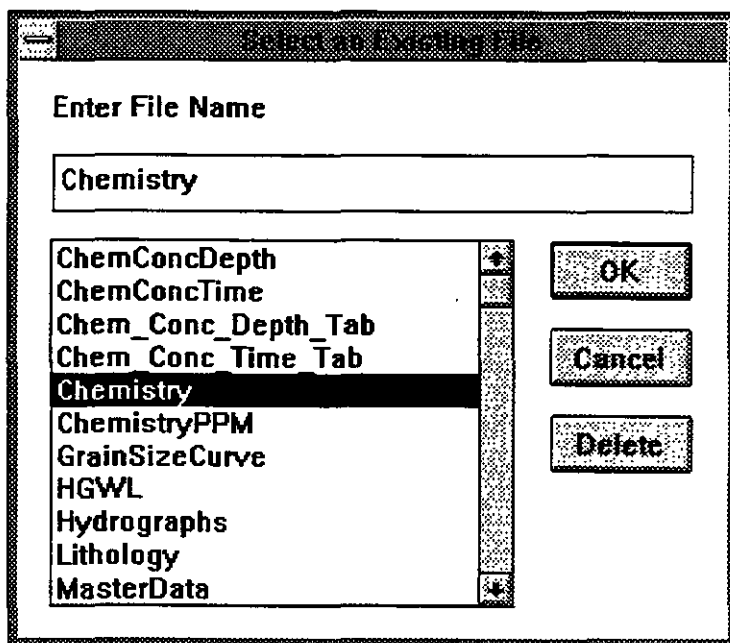 Select an Existing File
Enter File Name
Chemistry
ChemConcDepth
ChemConcTime
Chem_Conc_Depth_Tab
Chem_Conc_Time_Tab
Chemistry
ChemistryPPM
GrainSizeCurve
HGWL
Hydrographs
Lithology
MasterData
OK
Cancel
Delete